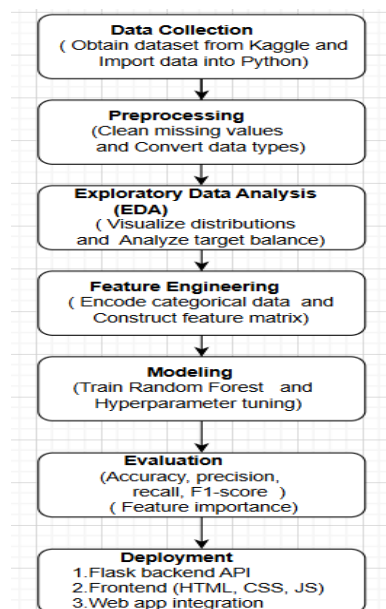 Data Collection
( Obtain dataset from Kaggle and
Import data into Python)
Preprocessing
(Clean missing values
and Convert data types)
Exploratory Data Analysis
(EDA)
( Visualize distributions
and Analyze target balance)
Feature Engineering
( Encode categorical data and
Construct feature matrix)
Modeling
(Train Random Forest and
Hyperparameter tuning)
Evaluation
(Accuracy, precision,
recall, F1-score )
( Feature importance)
Deployment
1.Flask backend API
2.Frontend (HTML, CSS, JS)
3.Web app integration